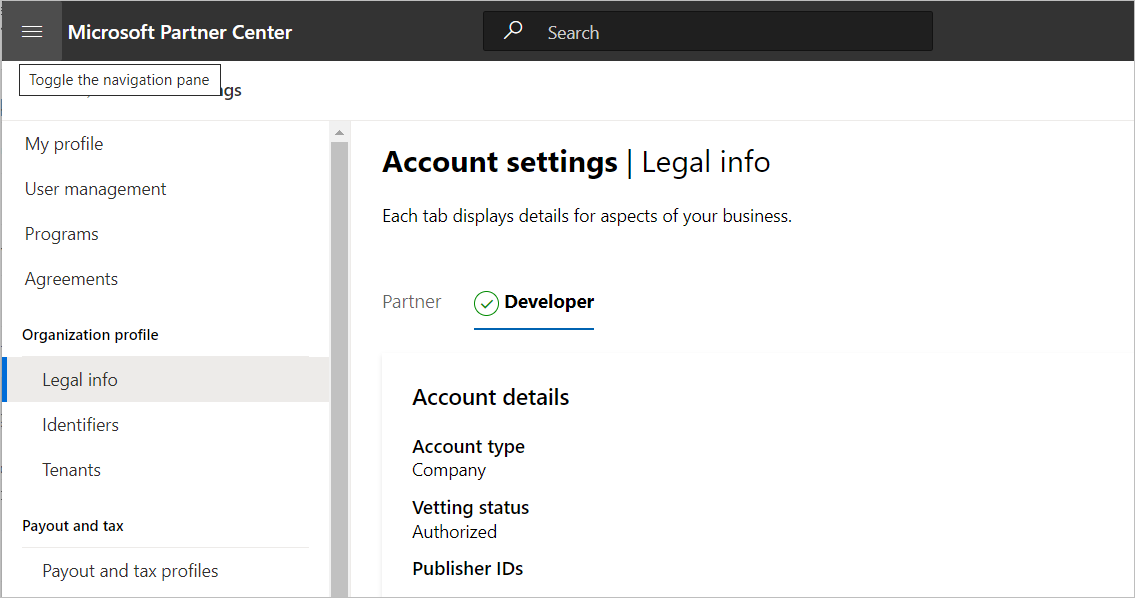 Microsoft Partner Center
Search
Toggle the navigation pane
gs
My profile
User management
Programs
Agreements
Organization profile
Legal info
Identifiers
Tenants
Payout and tax
Payout and tax profiles
Account settings | Legal info
Each tab displays details for aspects of your business.
Partner
Developer
Account details
Account type
Company
Vetting status
Authorized
Publisher IDs